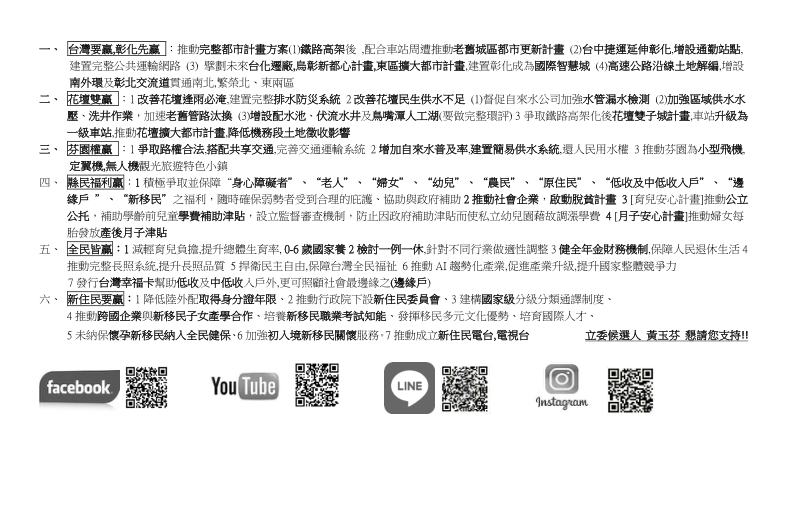 一、 台灣要贏,彰化先贏 ：推動完整都市計畫方案(1)鐵路高架後 ,配合車站周遭推動老舊城區都市更新計畫 (2)台中捷運延伸彰化,增設通勤站點,
建置完整公共運輸網路 (3) 擘劃未來台化遷廠,烏彰新都心計畫,東區擴大都市計畫,建置彰化成為國際智慧城 (4)高速公路沿線土地解編,增設
南外環及彰北交流道貫通南北,繁榮北、東兩區
二、 花壇雙贏 ：1 改善花壇逢雨必淹,建置完整排水防災系統 2 改善花壇民生供水不足 (1)督促自來水公司加強水管漏水檢測 (2)加強區域供水水
壓、洗井作業，加速老舊管路汰換 (3)增設配水池、伏流水井及鳥嘴潭人工湖(要做完整環評) 3 爭取鐵路高架化後花壇雙子城計畫,車站升級為
一級車站,推動花壇擴大都市計畫,降低機務段土地徵收影響
三、 芬園權贏 ：1 爭取路權合法,搭配共享交通,完善交通運輸系統 2 增加自來水普及率,建置簡易供水系統,還人民用水權 3 推動芬園為小型飛機,
定翼機,無人機觀光旅遊特色小鎮
四、 縣民福利贏：1 積極爭取並保障“身心障礙者”、“老人”、“婦女”、“幼兒”、“農民”、“原住民”、“低收及中低收入戶”、“邊
緣戶 ”、“新移民”之福利，隨時確保弱勢者受到合理的庇護、協助與政府補助 2 推動社會企業，啟動脫貧計畫 3 [育兒安心計畫]推動公立
公托，補助學齡前兒童學費補助津貼，設立監督審查機制，防止因政府補助津貼而使私立幼兒園藉故調漲學費 4 [月子安心計畫]推動婦女每
胎發放產後月子津貼
五、 全民皆贏：1 減輕育兒負擔,提升總體生育率, 0-6 歲國家養 2 檢討一例一休,針對不同行業做適性調整 3 健全年金財務機制,保障人民退休生活 4
推動完整長照系統,提升長照品質 5 捍衛民主自由,保障台灣全民福祉 6 推動 AI 趨勢化產業,促進產業升級,提升國家整體競爭力
7 發行台灣幸福卡幫助低收及中低收入戶外,更可照顧社會最邊緣之(邊緣戶)
六、 新住民要贏：1 降低陸外配取得身分證年限、2 推動行政院下設新住民委員會、3 建構國家級分級分類通譯制度、
4 推動跨國企業與新移民子女產學合作、培養新移民職業考試知能、發揮移民多元文化優勢、培育國際人才、
5 未納保懷孕新移民納入全民健保、6 加強初入境新移民關懷服務。7 推動成立新住民電台,電視台 立委候選人 黃玉芬 懇請您支持!!
facebook YouTube LINE Instagram